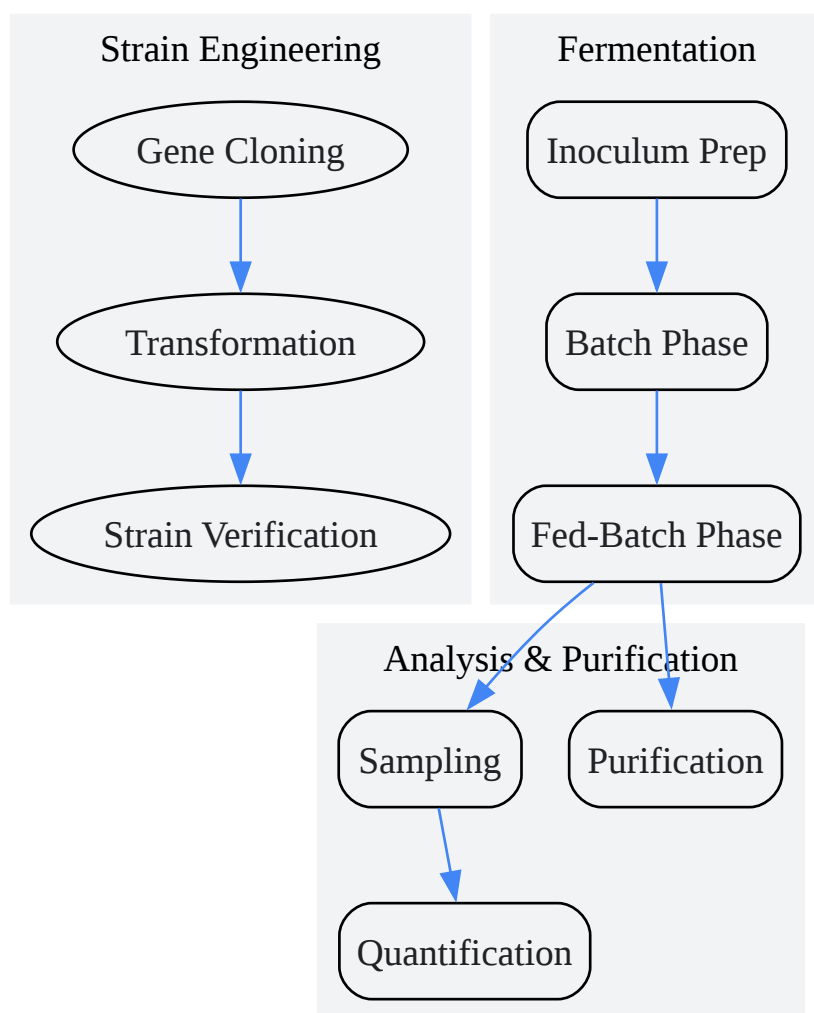 Strain Engineering
Gene Cloning
Transformation
Strain Verification
Fermentation
Inoculum Prep
Batch Phase
Fed-Batch Phase
Analysis & Purification
Sampling
Purification
Quantification